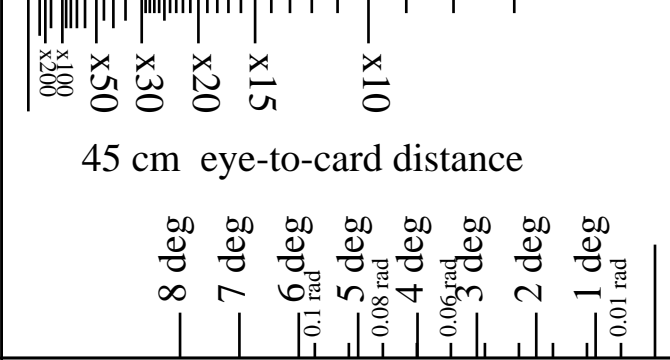 x200 x100 x50 x30 x20 x15 x10
45 cm eye-to-card distance
8 deg 7 deg 6 deg 0.1 rad 5 deg 0.08 rad 4 deg 0.06 rad 3 deg 2 deg 1 deg 0.01 rad